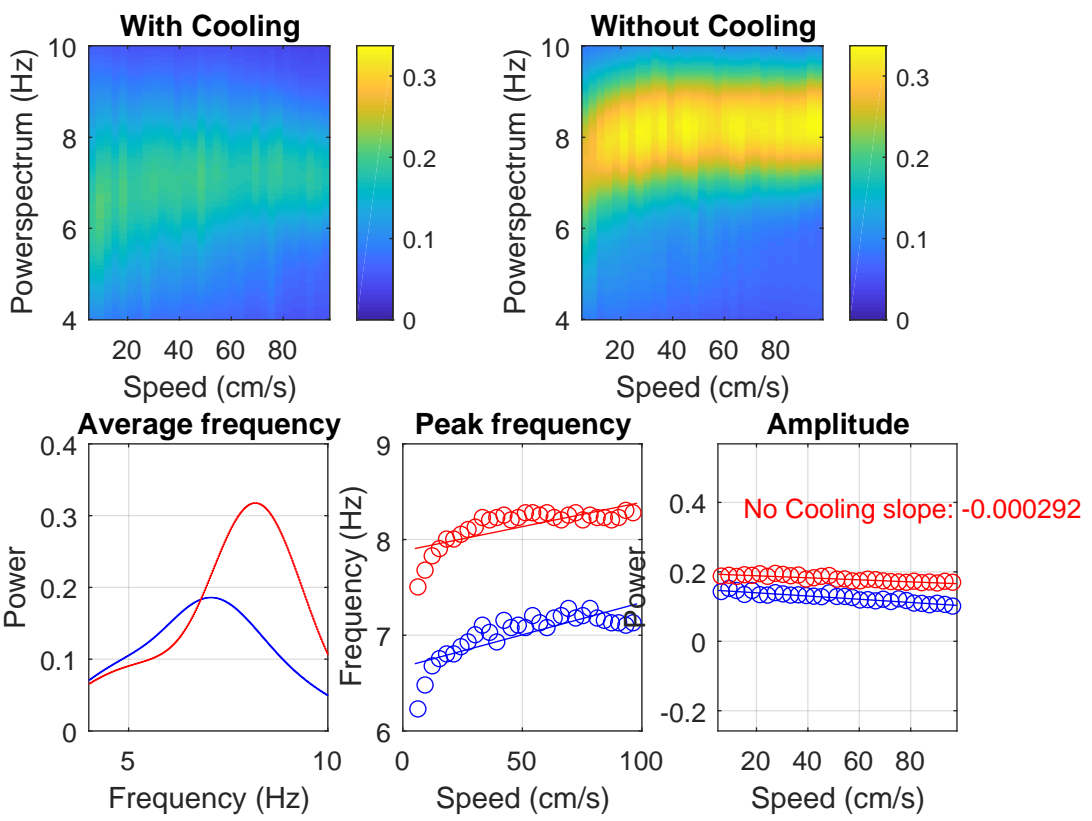 With Cooling
Powerspectrum (Hz)
10
8
6
4
20 40 60 80
Speed (cm/s)
0.3
0.2
0.1
0
Without Cooling
Powerspectrum (Hz)
10
8
6
4
20 40 60 80
Speed (cm/s)
0.3
0.2
0.1
0
Average frequency
Power
0.4
0.3
0.2
0.1
0
5 10
Frequency (Hz)
Peak frequency
Frequency (Hz)
9
8
7
6
0 50 100
Speed (cm/s)
Amplitude
Power
0.4
0.2
0
-0.2
No Cooling slope: -0.000292
20 40 60 80
Speed (cm/s)